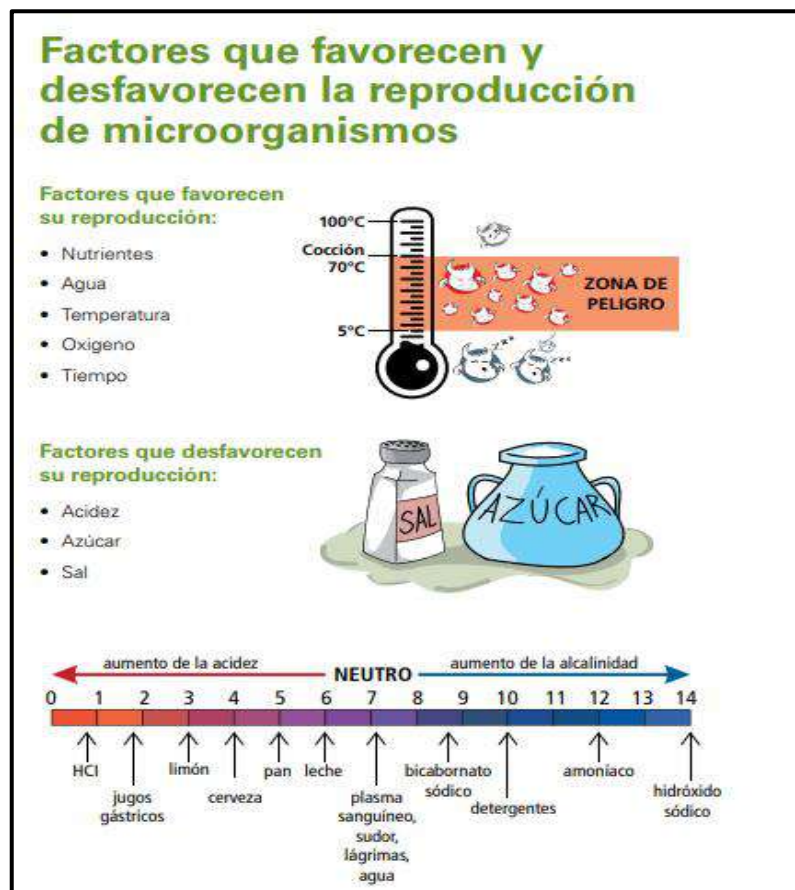 Factores que favorecen y
desfavorecen la reproducción
de microorganismos
Factores que favorecen
su reproducción:
• Nutrientes
• Agua
• Temperatura
• Oxigeno
• Tiempo
100°C
Cocción
70°C
5°C
ZONA DE
PELIGRO
zzz
zzz
Factores que desfavorecen
su reproducción:
• Acidez
• Azúcar
• Sal
SAL
AZÚCAR
aumento de la acidez
NEUTRO
aumento de la alcalinidad
0 1 2 3 4 5 6 7 8 9 10 11 12 13 14
HCI
jugos
gástricos
limón
cerveza
pan
leche
plasma
sanguíneo,
sudor,
lágrimas,
agua
bicabornato
sódico
detergentes
amoníaco
hidróxido
sódico